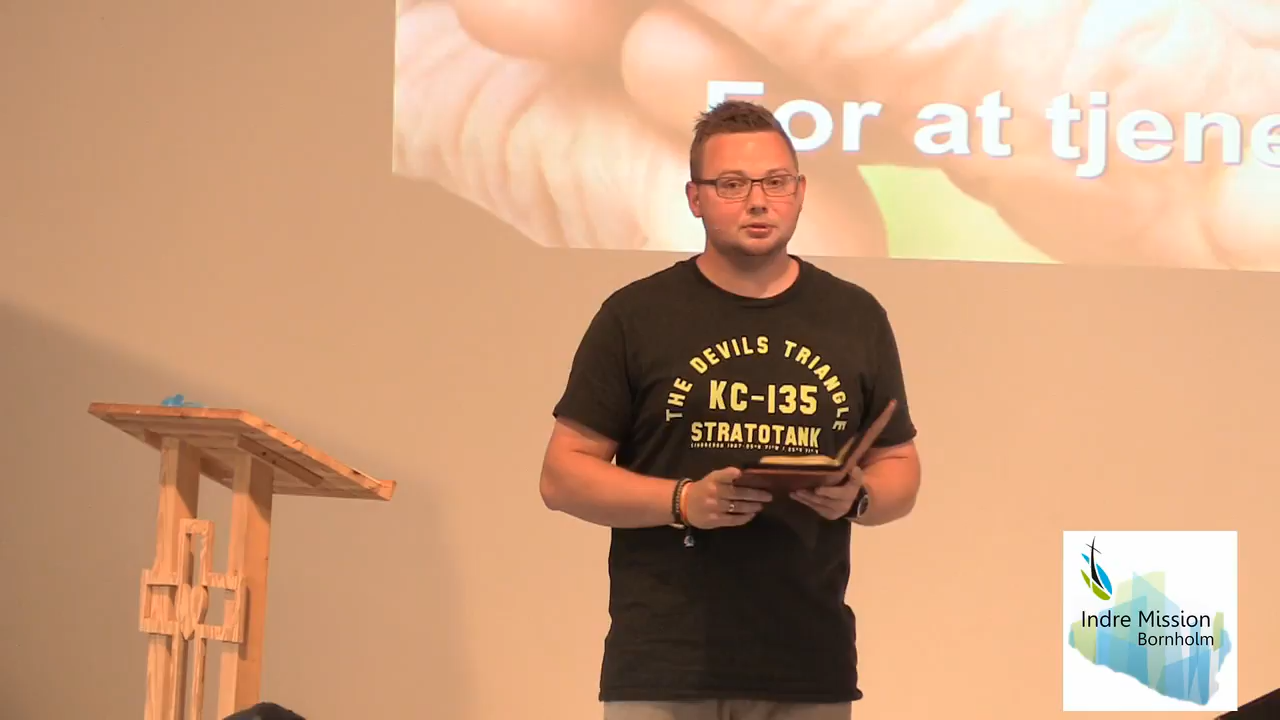 For at tjene
THE DEVILS TRIANGLE
KC-135
STRATOTANK
Indre Mission
Bornholm